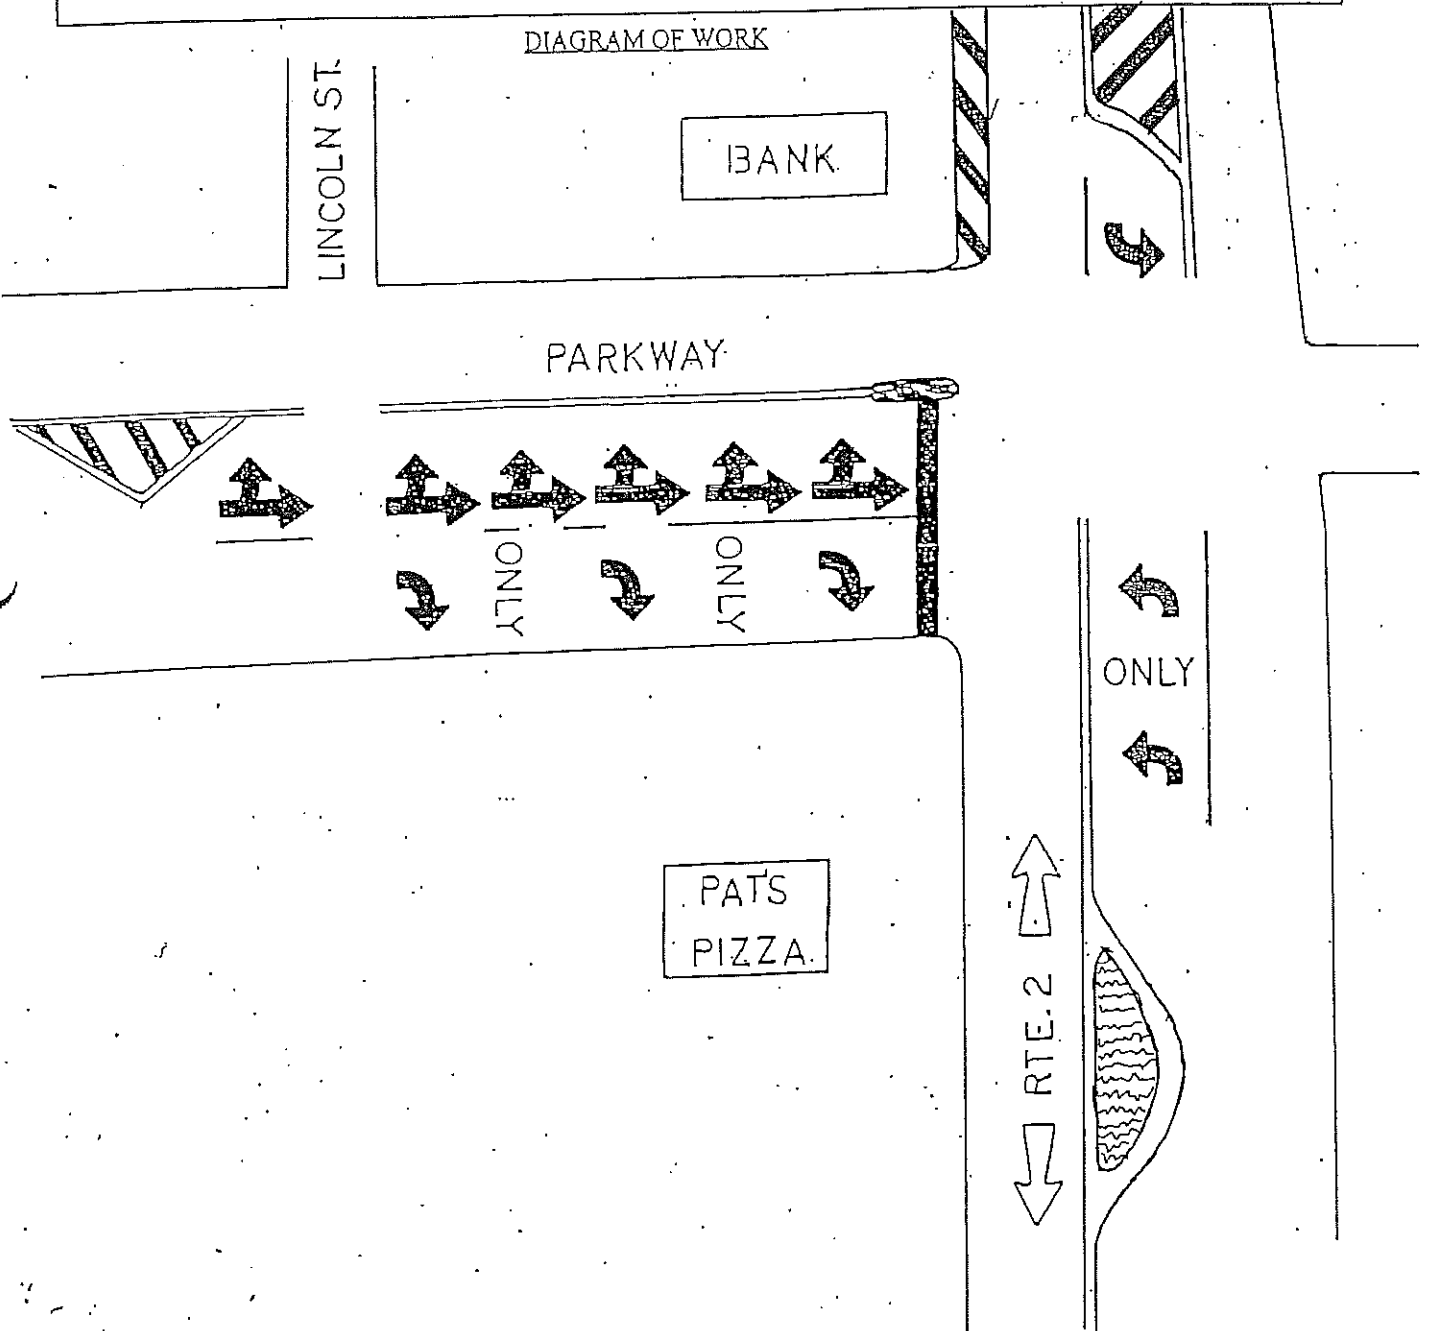 DIAGRAM OF WORK
LINCOLN ST.
BANK
PARKWAY
ONLY
ONLY
ONLY
PAT'S
PIZZA
RTE. 2